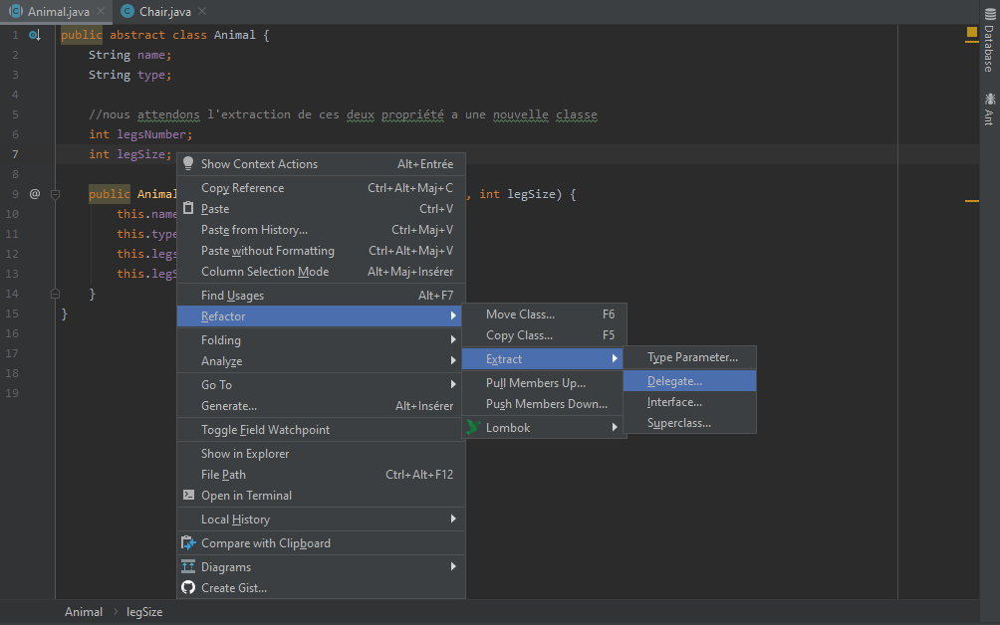 Animal.java
Chair.java
1 public abstract class Animal {
2 String name;
3 String type;
4
5 //nous attendons l'extraction de ces deux propriété a une nouvelle classe
6 int legsNumber;
7 int legSize;
8
9 @ public Animal , int legSize) {
10 this.name
11 this.type
12 this.legs
13 this.legS
14 }
15 }
16
17
18
19
Show Context Actions Alt+Entrée
Copy Reference Ctrl+Alt+Maj+C
Paste Ctrl+V
Paste from History... Ctrl+Maj+V
Paste without Formatting Ctrl+Alt+Maj+V
Column Selection Mode Alt+Maj+Insérer
Find Usages Alt+F7
Refactor
Folding
Analyze
Go To
Generate... Alt+Insérer
Toggle Field Watchpoint
Show in Explorer
File Path Ctrl+Alt+F12
Open in Terminal
Local History
Compare with Clipboard
Diagrams
Create Gist...
Move Class... F6
Copy Class... F5
Extract
Pull Members Up...
Push Members Down...
Lombok
Type Parameter...
Delegate...
Interface...
Superclass...
Database
Ant
Animal › legSize